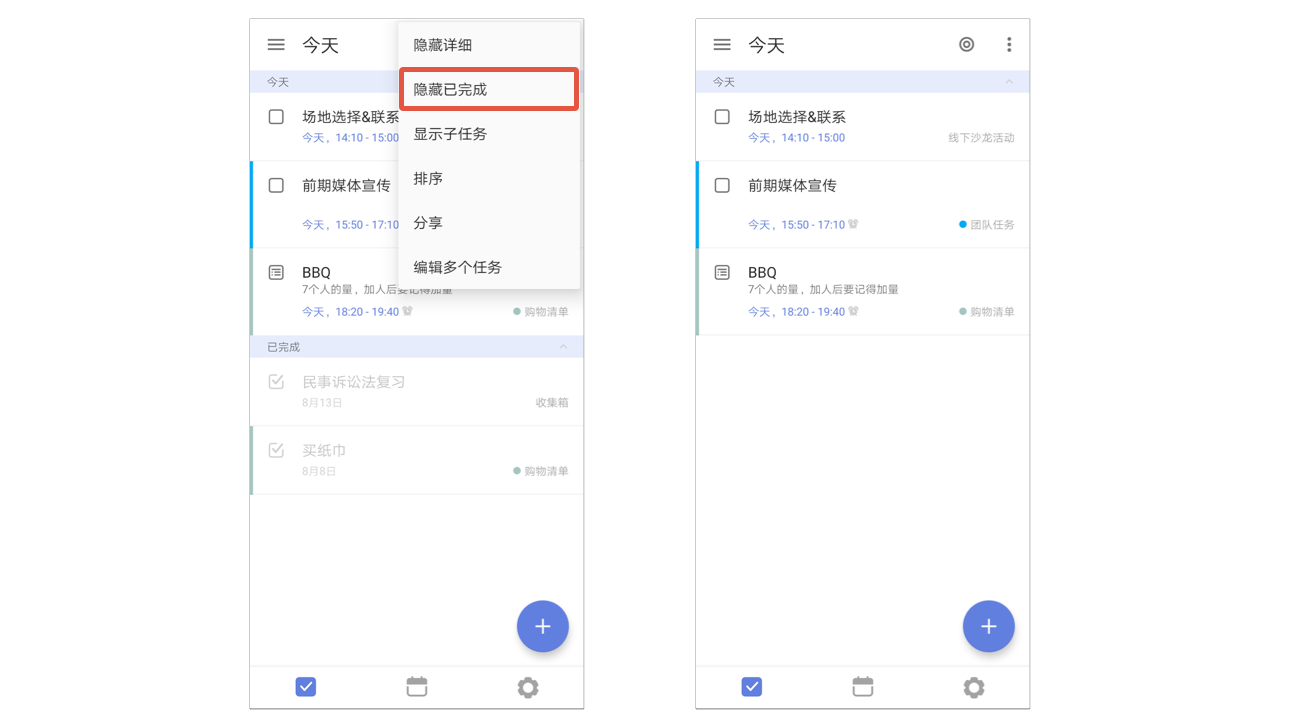 今天
隐藏详细
今天
隐藏已完成
场地选择&联系
显示子任务
今天，14:10 - 15:00
排序
前期媒体宣传
分享
今天，15:50 - 17:10
编辑多个任务
BBQ
7个人的量，加人后要记得加量
今天，18:20 - 19:40
购物清单
已完成
民事诉讼法复习
8月13日
收集箱
买纸巾
8月8日
购物清单
今天
今天
场地选择&联系
今天，14:10 - 15:00
线下沙龙活动
前期媒体宣传
今天，15:50 - 17:10
团队任务
BBQ
7个人的量，加人后要记得加量
今天，18:20 - 19:40
购物清单